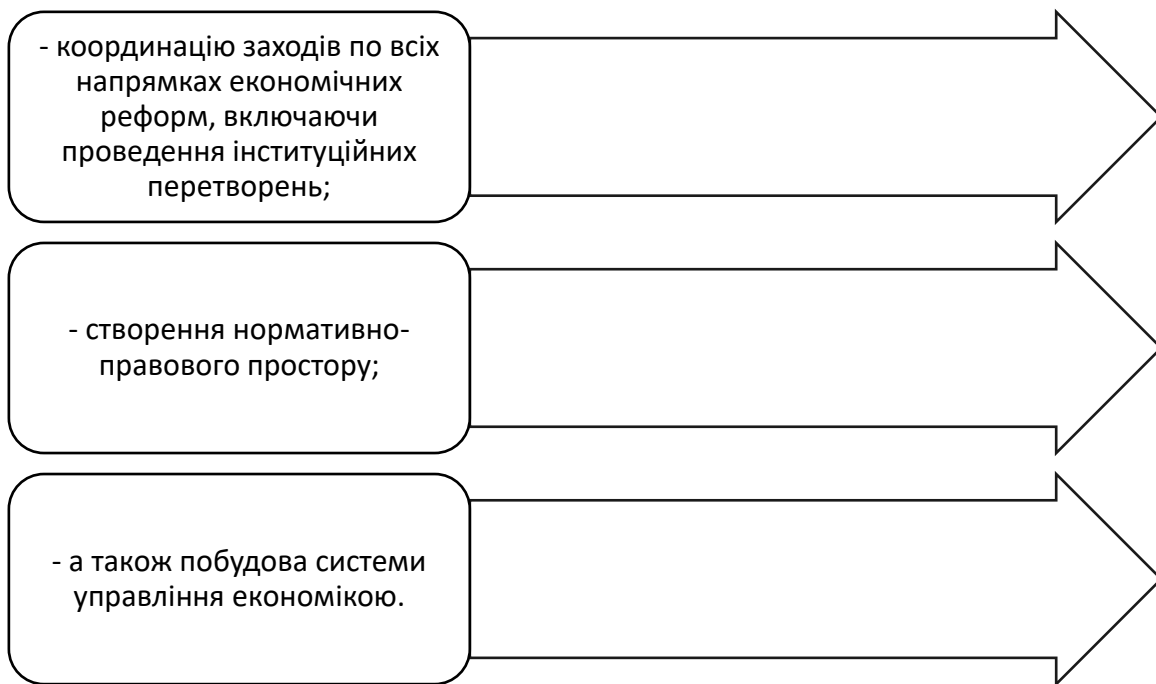 - координацію заходів по всіх
напрямках економічних
реформ, включаючи
проведення інституційних
перетворень;
- створення нормативно-
правового простору;
- а також побудова системи
управління економікою.